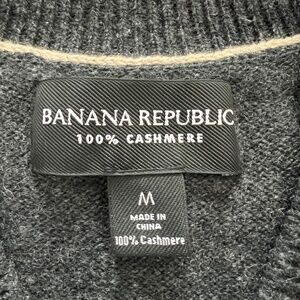 BANANA REPUBLIC
100% CASHMERE
M
MADE IN
CHINA
100% Cashmere